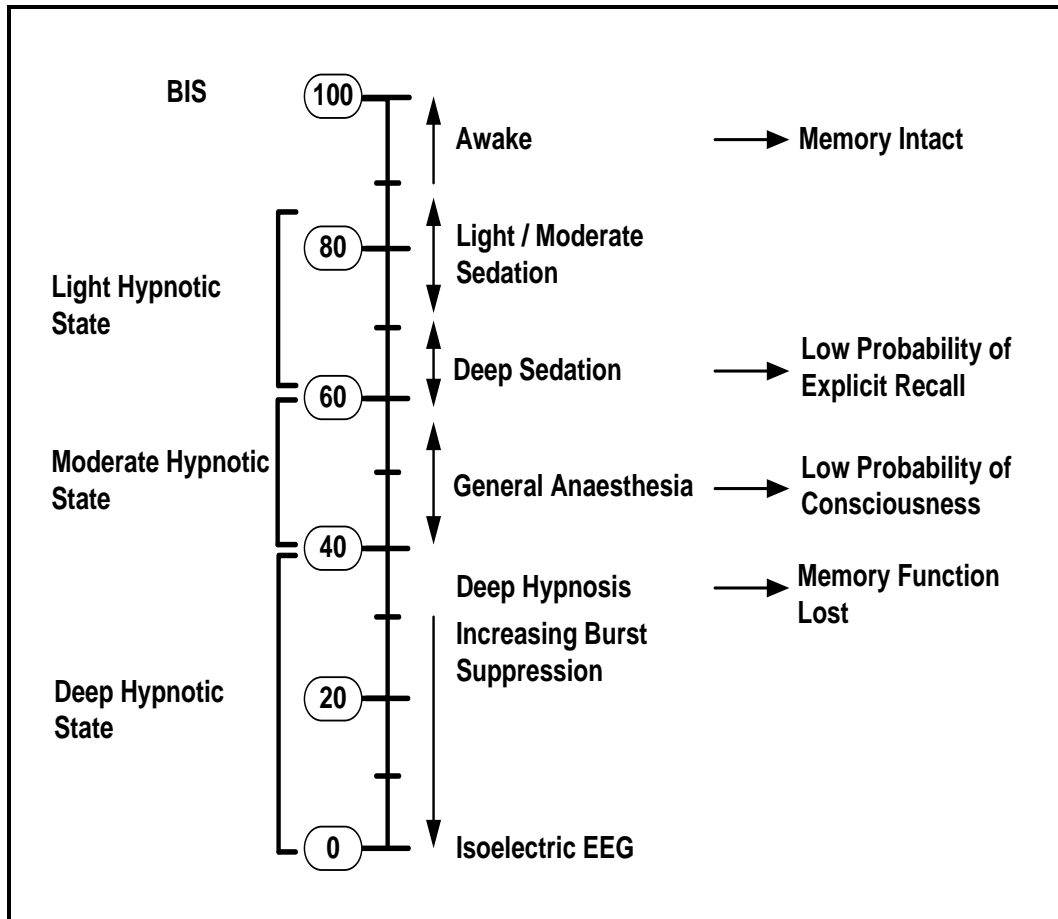 BIS
100
Awake
Memory Intact
80
Light / Moderate
Sedation
Light Hypnotic
State
Deep Sedation
Low Probability of
Explicit Recall
60
Moderate Hypnotic
State
General Anaesthesia
Low Probability of
Consciousness
40
Deep Hypnosis
Memory Function
Lost
Increasing Burst
Suppression
Deep Hypnotic
State
20
0
Isoelectric EEG